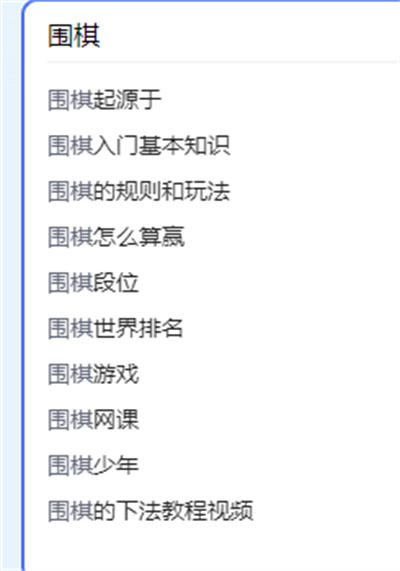 围棋
围棋起源于
围棋入门基本知识
围棋的规则和玩法
围棋怎么算赢
围棋段位
围棋世界排名
围棋游戏
围棋网课
围棋少年
围棋的下法教程视频